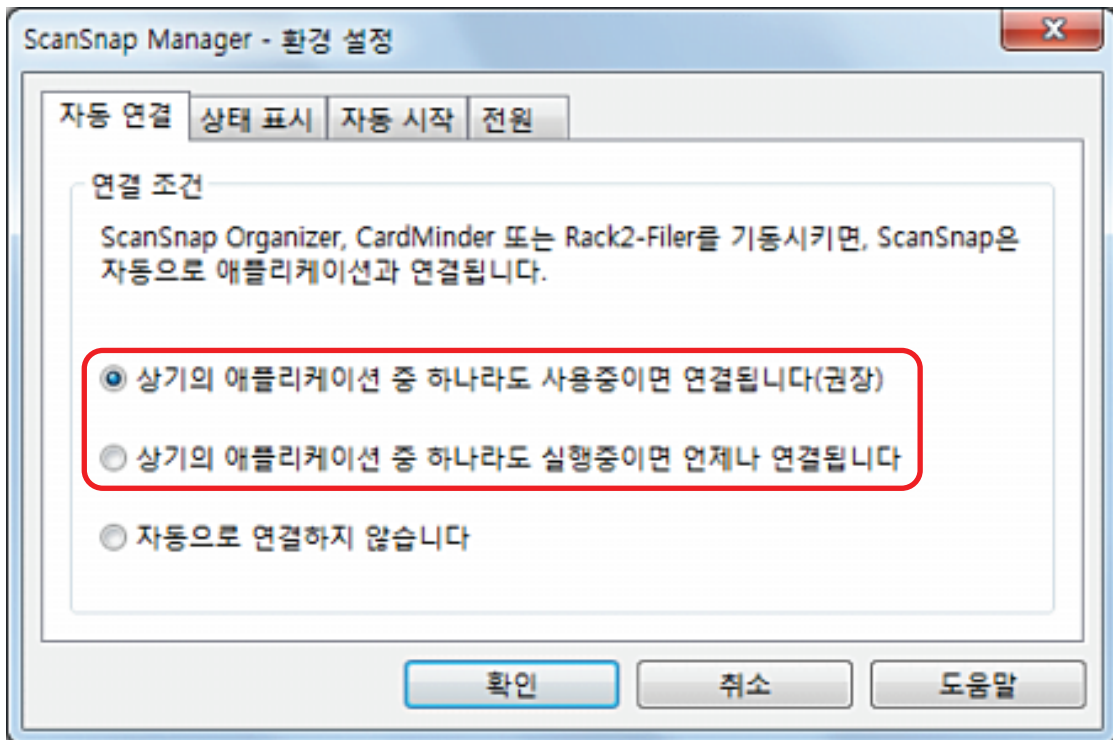 ScanSnap Manager - 환경 설정
자동 연결 상태 표시 자동 시작 전원
연결 조건
ScanSnap Organizer, CardMinder 또는 Rack2-Filer를 기동시키면, ScanSnap은
자동으로 애플리케이션과 연결됩니다.
상기의 애플리케이션 중 하나라도 사용중이면 연결됩니다(권장)
상기의 애플리케이션 중 하나라도 실행중이면 언제나 연결됩니다
자동으로 연결하지 않습니다
확인 취소 도움말